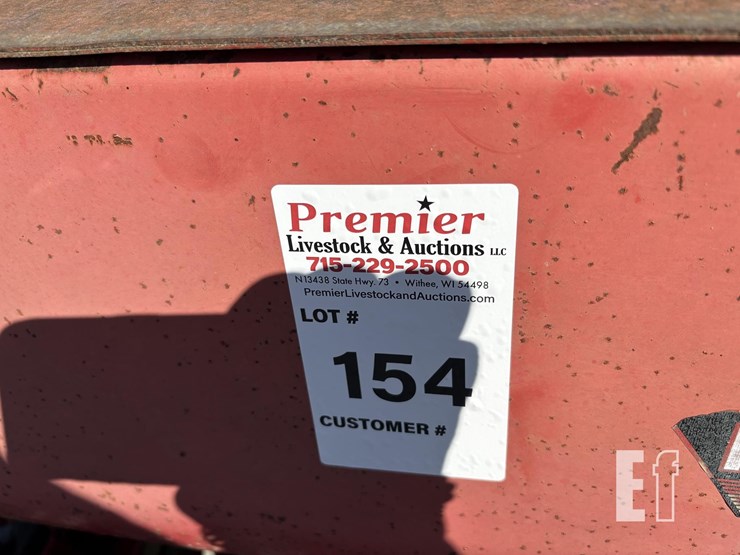 Premier
Livestock & Auctions LLC
715-229-2500
N13438 State Hwy. 73 • Withee, WI 54498
PremierLivestockandAuctions.com
LOT #
154
CUSTOMER #
Ef